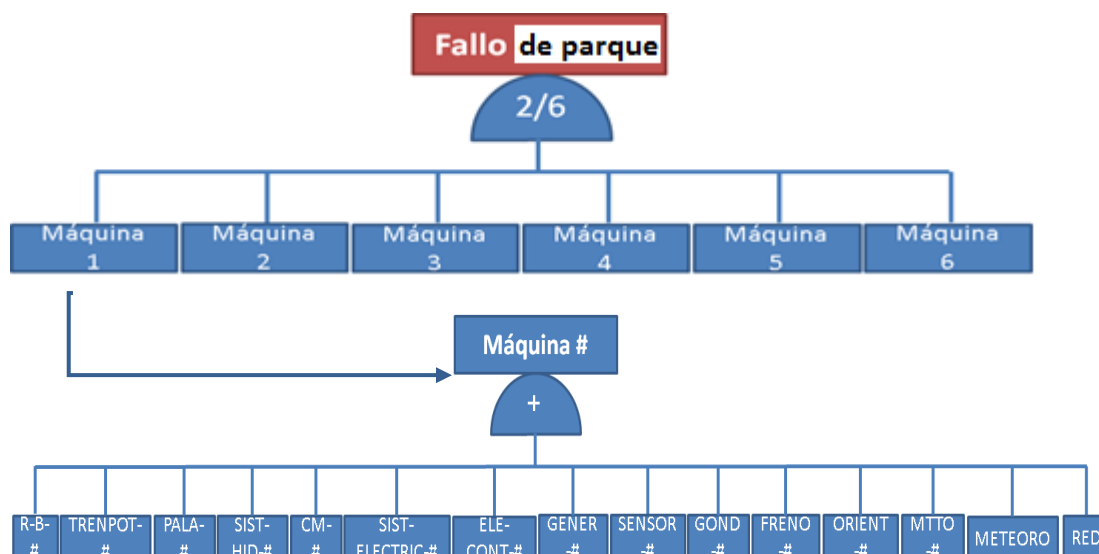 Fallo de parque
2/6
Máquina 1
Máquina 2
Máquina 3
Máquina 4
Máquina 5
Máquina 6
Máquina #
+
R-B-
#
TRENPOT-
#
PALA-
#
SIST-
HID-#
CM-
#
SIST-
ELECTRIC-#
ELE-
CONT-#
GENER
-#
SENSOR
-#
GOND
-#
FRENO
-#
ORIENT
-#
MTTO
-#
METEORO
RED